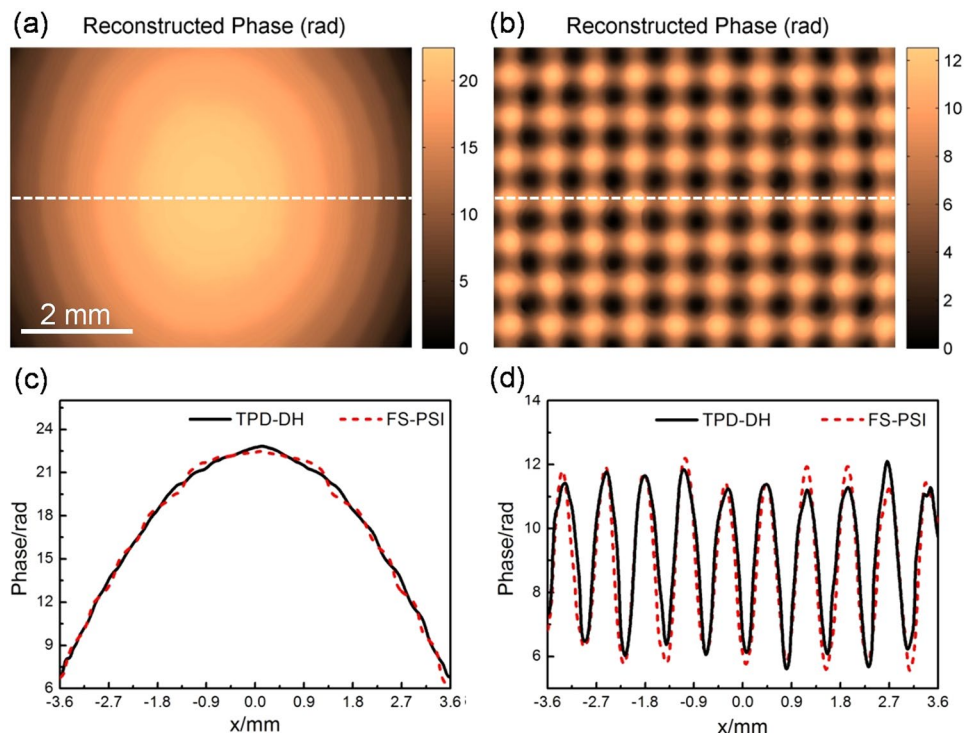 (a) Reconstructed Phase (rad)
20
15
10
5
0
2 mm
(b) Reconstructed Phase (rad)
12
10
8
6
4
2
0
(c)
TPD-DH FS-PSI
24
21
18
15
12
9
6
Phase/rad
-3.6 -2.7 -1.8 -0.9 0.0 0.9 1.8 2.7 3.6
x/mm
(d)
TPD-DH FS-PSI
14
12
10
8
6
Phase/rad
-3.6 -2.7 -1.8 -0.9 0.0 0.9 1.8 2.7 3.6
x/mm